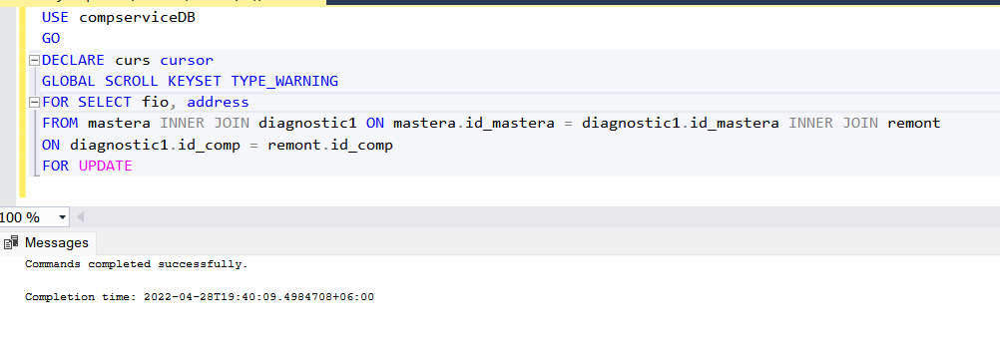 USE compserviceDB
GO
DECLARE curs cursor
GLOBAL SCROLL KEYSET TYPE_WARNING
FOR SELECT fio, address
FROM mastera INNER JOIN diagnostic1 ON mastera.id_mastera = diagnostic1.id_mastera INNER JOIN remont
ON diagnostic1.id_comp = remont.id_comp
FOR UPDATE
100 %
Messages
Commands completed successfully.
Completion time: 2022-04-28T19:40:09.4984708+06:00